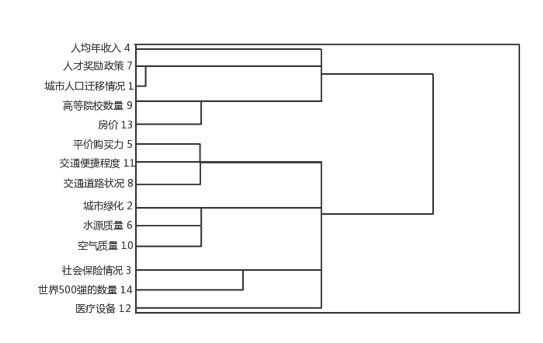 人均年收入 4
人才奖励政策 7
城市人口迁移情况 1
高等院校数量 9
房价 13
平价购买力 5
交通便捷程度 11
交通道路状况 8
城市绿化 2
水源质量 6
空气质量 10
社会保险情况 3
世界500强的数量 14
医疗设备 12